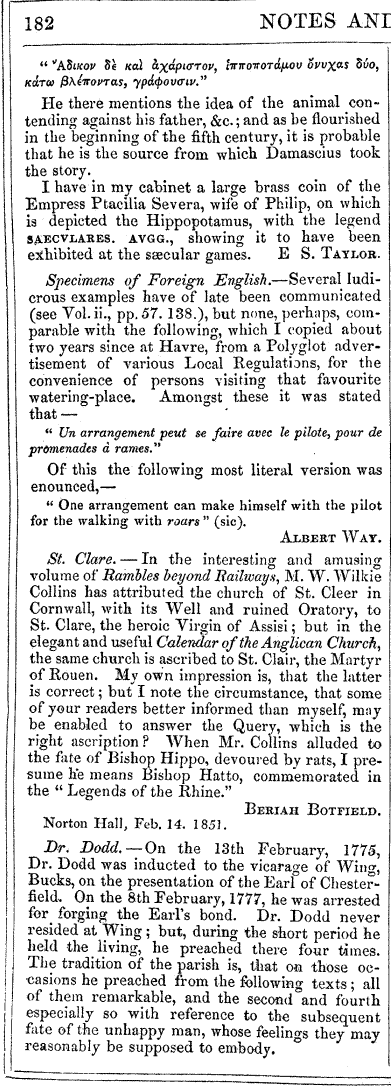 182 NOTES AND
“ Ἄδικον δὲ καὶ ἀχάριστον, ἱπποποτάμου ὄνυχας δύο,
κάτω βλέποντας, γράφουσιν.”
He there mentions the idea of the animal con-
tending against his father, &c.; and as he flourished
in the beginning of the fifth century, it is probable
that he is the source from which Damascius took
the story.
I have in my cabinet a large brass coin of the
Empress Ptacilia Severa, wife of Philip, on which
is depicted the Hippopotamus, with the legend
SAECVLARES. AVGG., showing it to have been
exhibited at the sæcular games. E S. TAYLOR.
Specimens of Foreign English.—Several ludi-
crous examples have of late been communicated
(see Vol. ii., pp. 57. 138.), but none, perhaps, com-
parable with the following, which I copied about
two years since at Havre, from a Polyglot adver-
tisement of various Local Regulations, for the
convenience of persons visiting that favourite
watering-place. Amongst these it was stated
that —
“ Un arrangement peut se faire avec le pilote, pour de
promenades à rames.”
Of this the following most literal version was
enounced,—
“ One arrangement can make himself with the pilot
for the walking with roars ” (sic).
ALBERT WAY.
St. Clare. — In the interesting and amusing
volume of Rambles beyond Railways, M. W. Wilkie
Collins has attributed the church of St. Cleer in
Cornwall, with its Well and ruined Oratory, to
St. Clare, the heroic Virgin of Assisi; but in the
elegant and useful Calendar of the Anglican Church,
the same church is ascribed to St. Clair, the Martyr
of Rouen. My own impression is, that the latter
is correct; but I note the circumstance, that some
of your readers better informed than myself, may
be enabled to answer the Query, which is the
right ascription? When Mr. Collins alluded to
the fate of Bishop Hippo, devoured by rats, I pre-
sume he means Bishop Hatto, commemorated in
the “ Legends of the Rhine.”
BERIAH BOTFIELD.
Norton Hall, Feb. 14. 1851.
Dr. Dodd. — On the 13th February, 1775,
Dr. Dodd was inducted to the vicarage of Wing,
Bucks, on the presentation of the Earl of Chester-
field. On the 8th February, 1777, he was arrested
for forging the Earl's bond. Dr. Dodd never
resided at Wing; but, during the short period he
held the living, he preached there four times.
The tradition of the parish is, that on those oc-
casions he preached from the following texts; all
of them remarkable, and the second and fourth
especially so with reference to the subsequent
fate of the unhappy man, whose feelings they may
reasonably be supposed to embody.